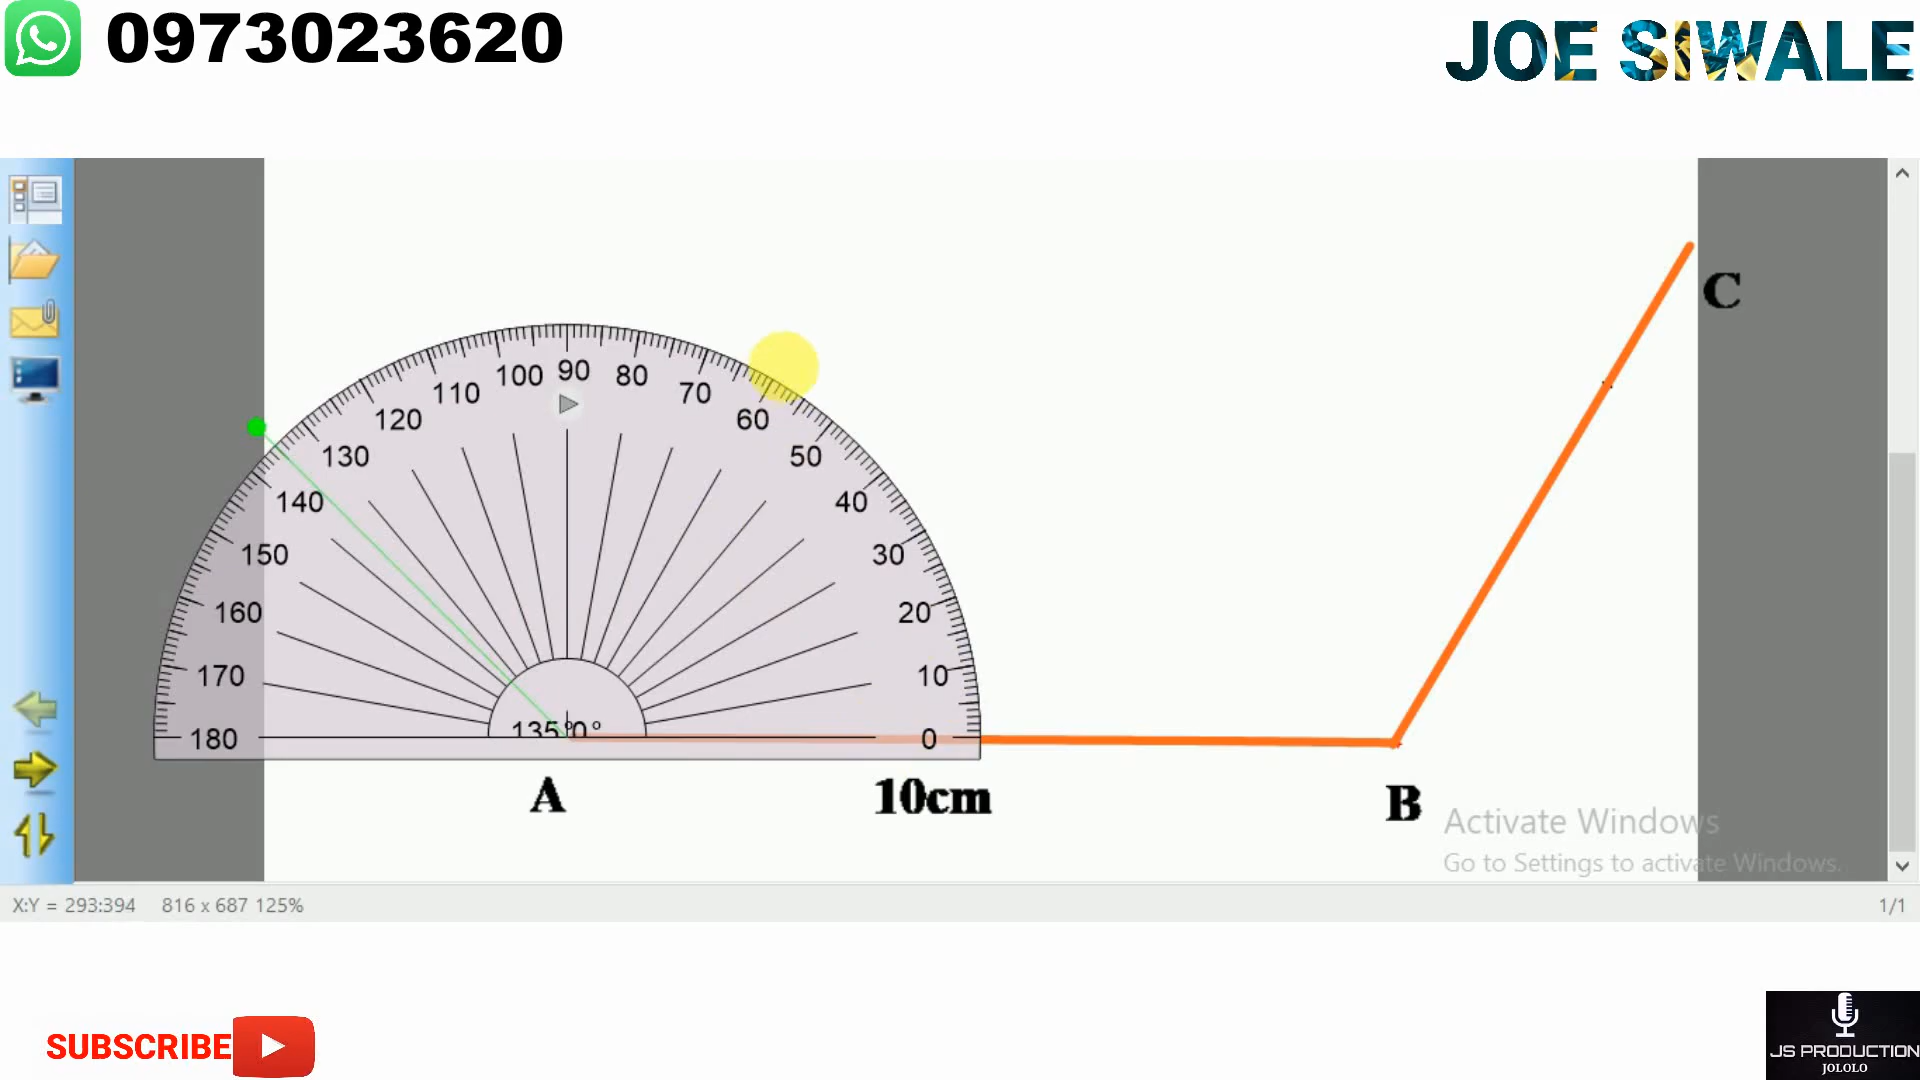 0973023620
JOE SIWALE
C
90
100
80
110
70
120
60
130
50
140
40
150
30
160
20
170
10
135°0°
180
0
A
10cm
B
Activate Windows
Go to Settings to activate Windows.
X:Y = 293:394
816 x 687 125%
1/1
SUBSCRIBE
JS PRODUCTION
JOLOLO